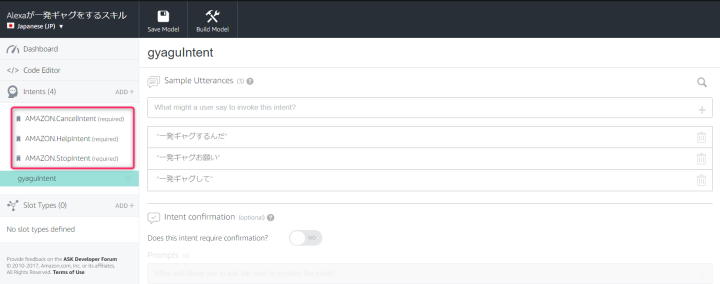 Alexaが一発ギャグをするスキル
Japanese (JP) ▼
Save Model
Build Model
Dashboard
</> Code Editor
Intents (4)
ADD +
AMAZON.CancelIntent (required)
AMAZON.HelpIntent (required)
AMAZON.StopIntent (required)
gyaguIntent
Slot Types (0)
ADD +
No slot types defined
Provide feedback on the ASK Developer Forum
© 2010-2017, Amazon.com, Inc. or its affiliates.
All Rights Reserved. Terms of Use
gyaguIntent
Sample Utterances (3) ?
What might a user say to invoke this intent?
"一発ギャグするんだ"
"一発ギャグお願い"
"一発ギャグして"
Intent confirmation (optional) ?
Does this intent require confirmation?
NO
Prompts